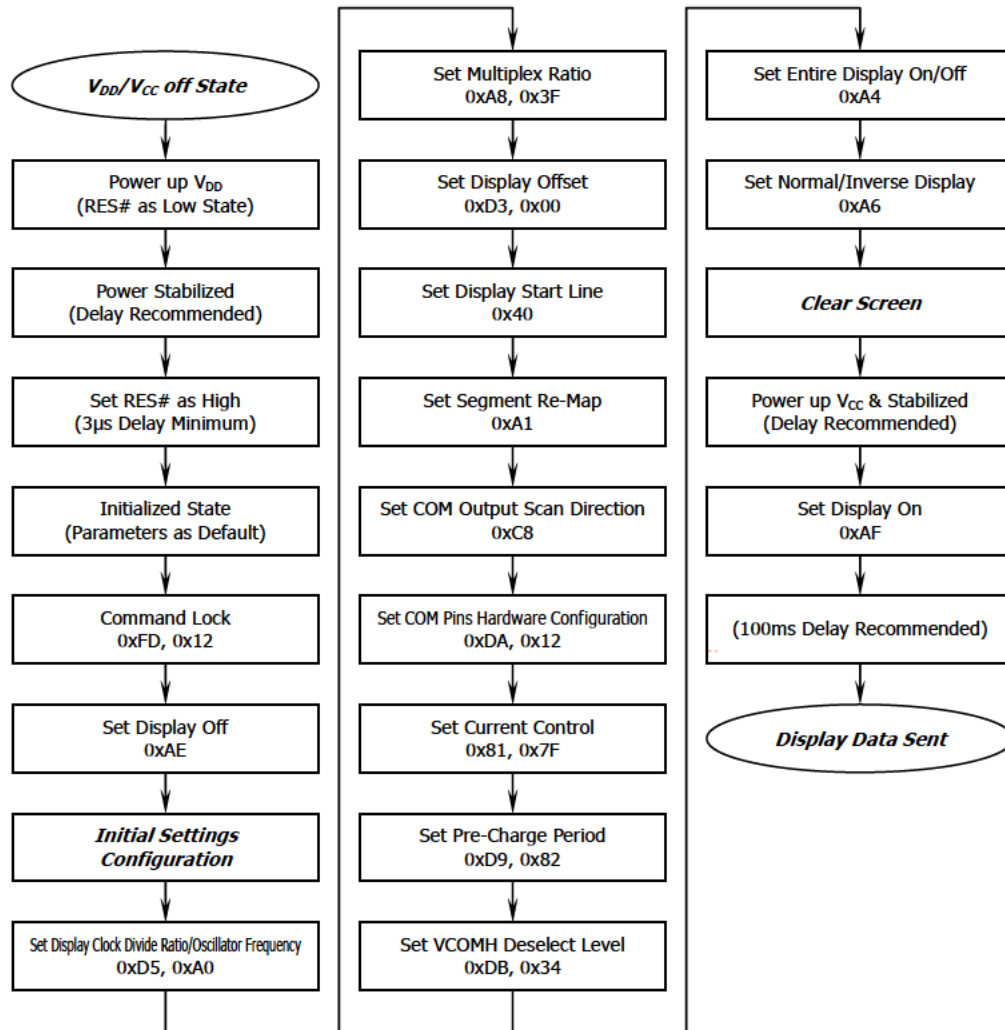 V_DD/V_CC off State
Power up V_DD
(RES# as Low State)
Power Stabilized
(Delay Recommended)
Set RES# as High
(3μs Delay Minimum)
Initialized State
(Parameters as Default)
Command Lock
0xFD, 0x12
Set Display Off
0xAE
Initial Settings
Configuration
Set Display Clock Divide Ratio/Oscillator Frequency
0xD5, 0xA0
Set Multiplex Ratio
0xA8, 0x3F
Set Display Offset
0xD3, 0x00
Set Display Start Line
0x40
Set Segment Re-Map
0xA1
Set COM Output Scan Direction
0xC8
Set COM Pins Hardware Configuration
0xDA, 0x12
Set Current Control
0x81, 0x7F
Set Pre-Charge Period
0xD9, 0x82
Set VCOMH Deselect Level
0xDB, 0x34
Set Entire Display On/Off
0xA4
Set Normal/Inverse Display
0xA6
Clear Screen
Power up V_CC & Stabilized
(Delay Recommended)
Set Display On
0xAF
(100ms Delay Recommended)
Display Data Sent